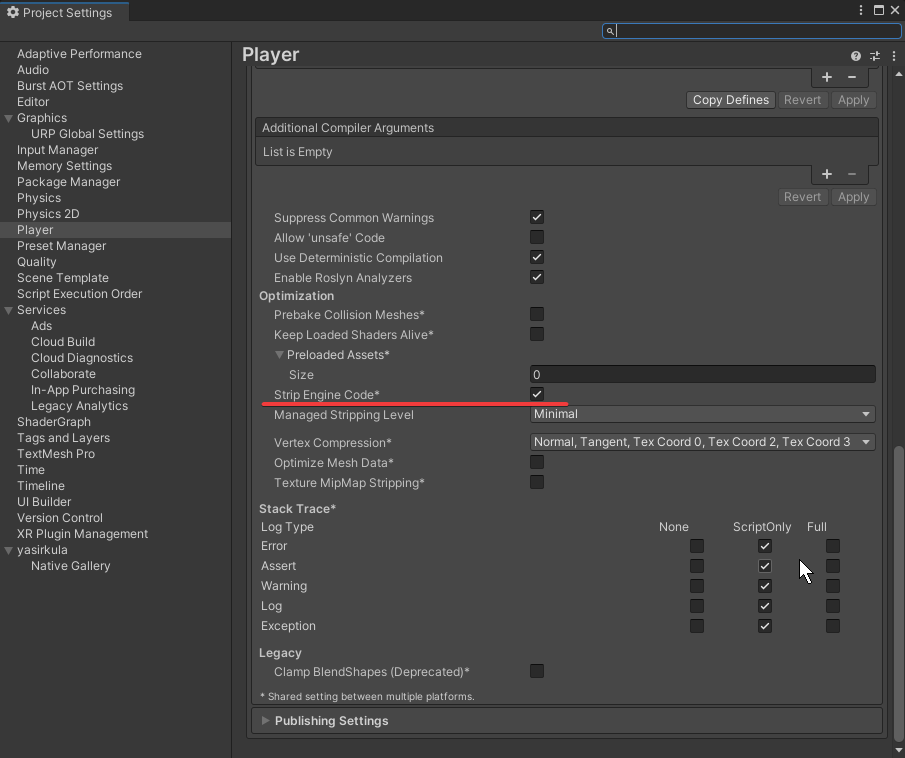 Project Settings
Player
Adaptive Performance
Audio
Burst AOT Settings
Editor
Graphics
URP Global Settings
Input Manager
Memory Settings
Package Manager
Physics
Physics 2D
Player
Preset Manager
Quality
Scene Template
Script Execution Order
Services
Ads
Cloud Build
Cloud Diagnostics
Collaborate
In-App Purchasing
Legacy Analytics
ShaderGraph
Tags and Layers
TextMesh Pro
Time
Timeline
UI Builder
Version Control
XR Plugin Management
yasirkula
Native Gallery
Copy Defines Revert Apply
Additional Compiler Arguments
List is Empty
Revert Apply
Suppress Common Warnings
Allow 'unsafe' Code
Use Deterministic Compilation
Enable Roslyn Analyzers
Optimization
Prebake Collision Meshes*
Keep Loaded Shaders Alive*
Preloaded Assets*
Size 0
Strip Engine Code*
Managed Stripping Level Minimal
Vertex Compression* Normal, Tangent, Tex Coord 0, Tex Coord 2, Tex Coord 3
Optimize Mesh Data*
Texture MipMap Stripping*
Stack Trace*
Log Type None ScriptOnly Full
Error
Assert
Warning
Log
Exception
Legacy
Clamp BlendShapes (Deprecated)*
* Shared setting between multiple platforms.
Publishing Settings